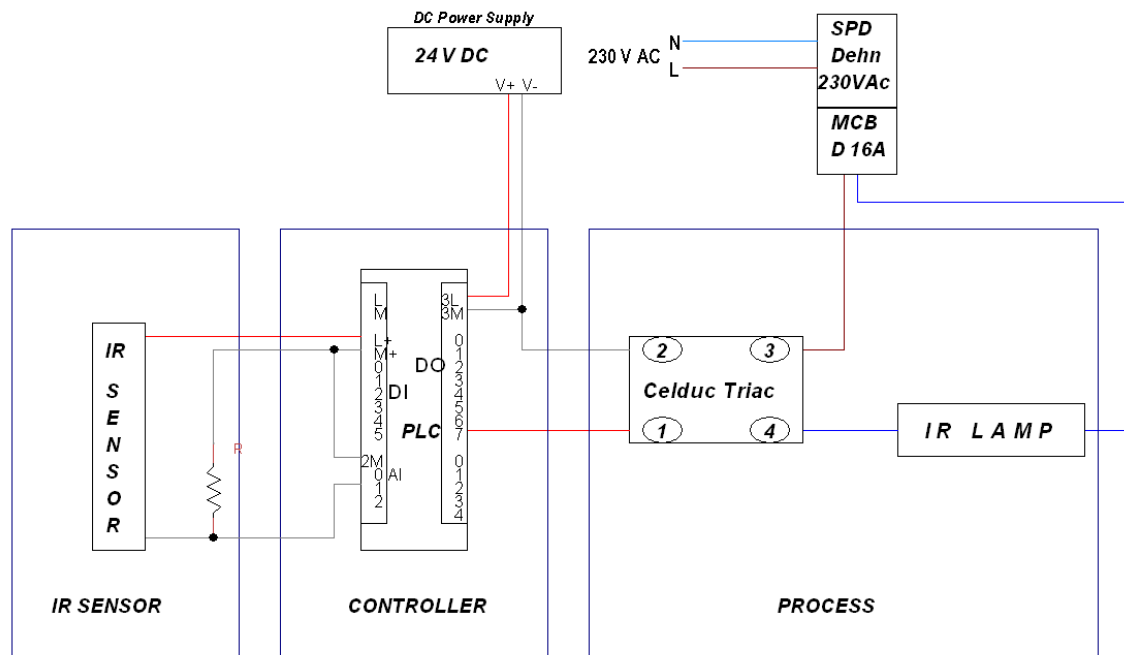 DC Power Supply
24 V DC
V+ V-
230 V AC
N
L
SPD
Dehn
230VAc
MCB
D 16A
IR
S
E
N
S
O
R
R
IR SENSOR
L
M
L+
M+
0
1
2
3
4
5
DI
2M
0
1
2
AI
PLC
3L
3M
0
1
2
3
4
5
6
7
DO
0
1
2
3
4
CONTROLLER
2
3
Celduc Triac
1
4
IR LAMP
PROCESS